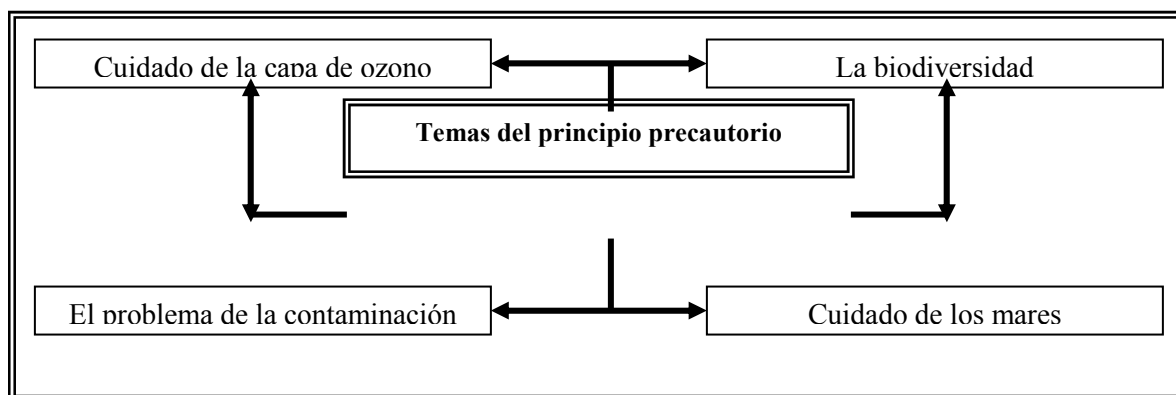 Cuidado de la capa de ozono
La biodiversidad
Temas del principio precautorio
El problema de la contaminación
Cuidado de los mares